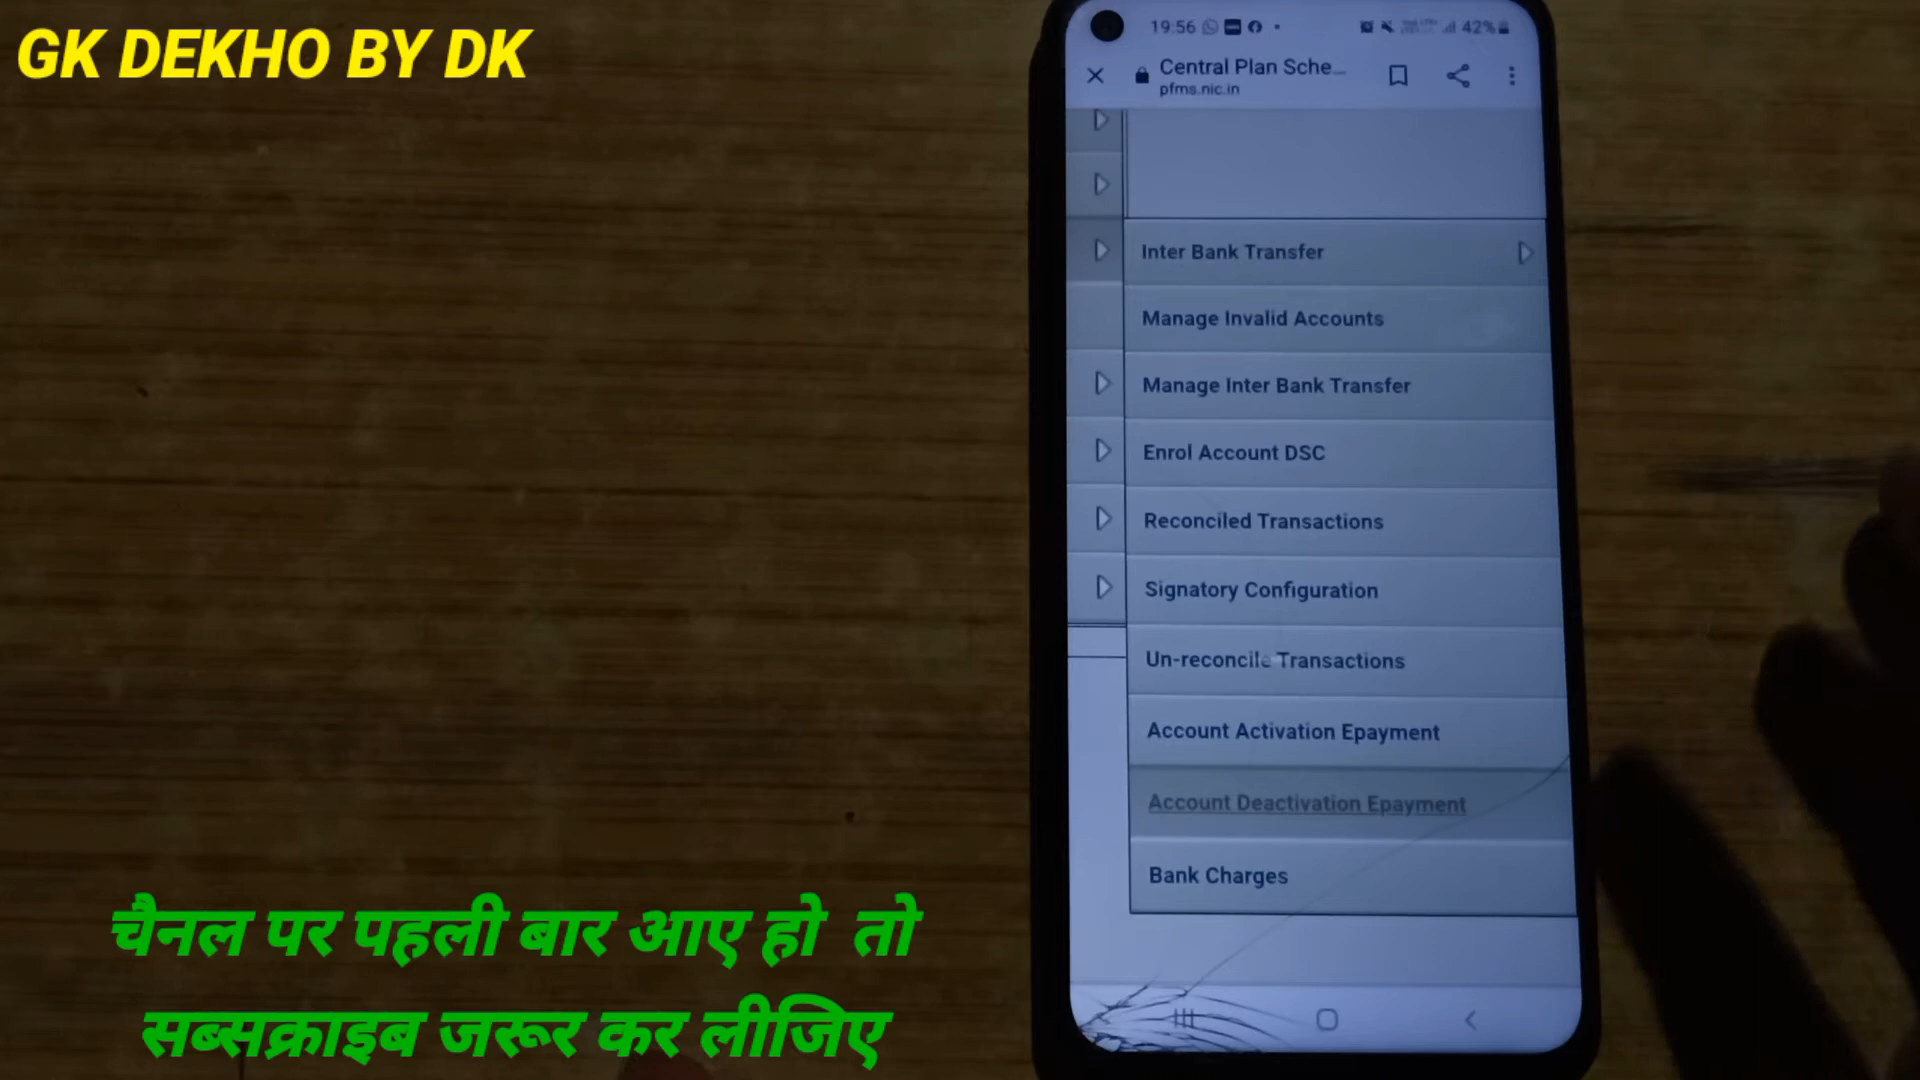 GK DEKHO BY DK
19:56
42%
Central Plan Sche...
pfms.nic.in
Inter Bank Transfer
Manage Invalid Accounts
Manage Inter Bank Transfer
Enrol Account DSC
Reconciled Transactions
Signatory Configuration
Un-reconcile Transactions
Account Activation Epayment
Account Deactivation Epayment
Bank Charges
चैनल पर पहली बार आए हो तो
सब्सक्राइब जरूर कर लीजिए